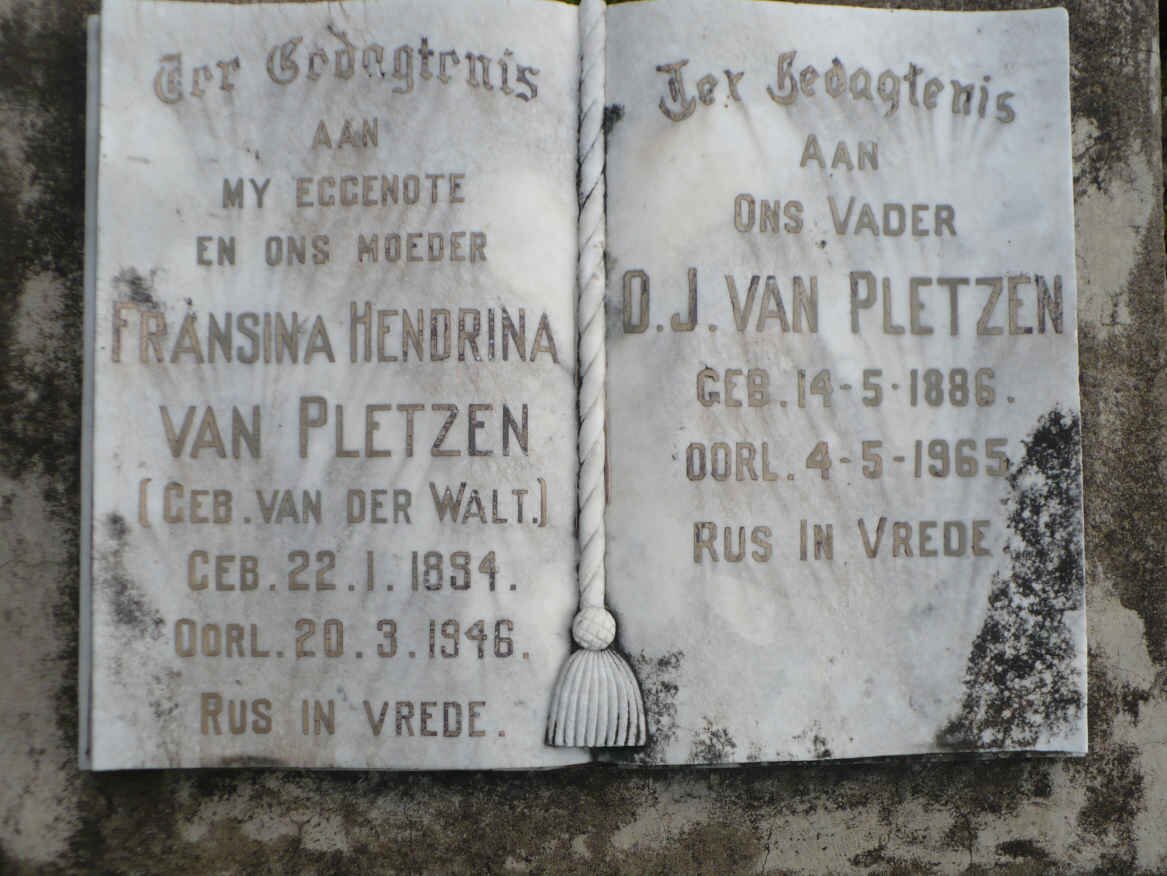 Ter Gedagtenis
AAN
MY EGGENOTE
EN ONS MOEDER
FRANSINA HENDRINA
VAN PLETZEN
(GEB. VAN DER WALT.)
GEB. 22.1.1894.
OORL. 20.3.1946.
RUS IN VREDE.
Ter Gedagtenis
AAN
ONS VADER
O.J. VAN PLETZEN
GEB. 14-5-1886.
OORL. 4-5-1965
RUS IN VREDE